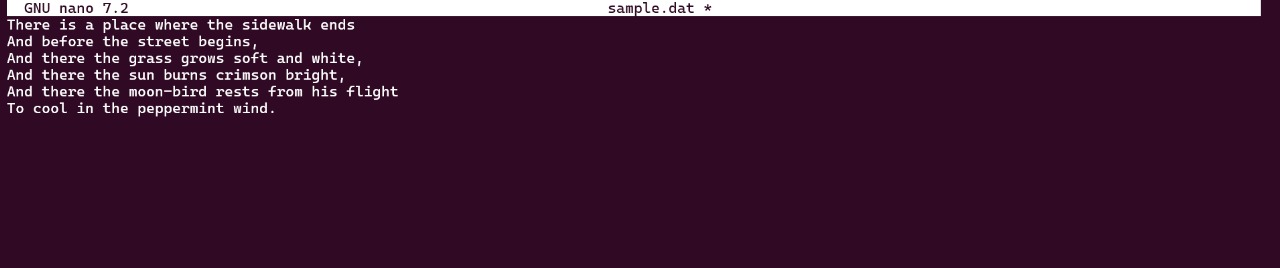 GNU nano 7.2 sample.dat *
There is a place where the sidewalk ends
And before the street begins,
And there the grass grows soft and white,
And there the sun burns crimson bright,
And there the moon-bird rests from his flight
To cool in the peppermint wind.